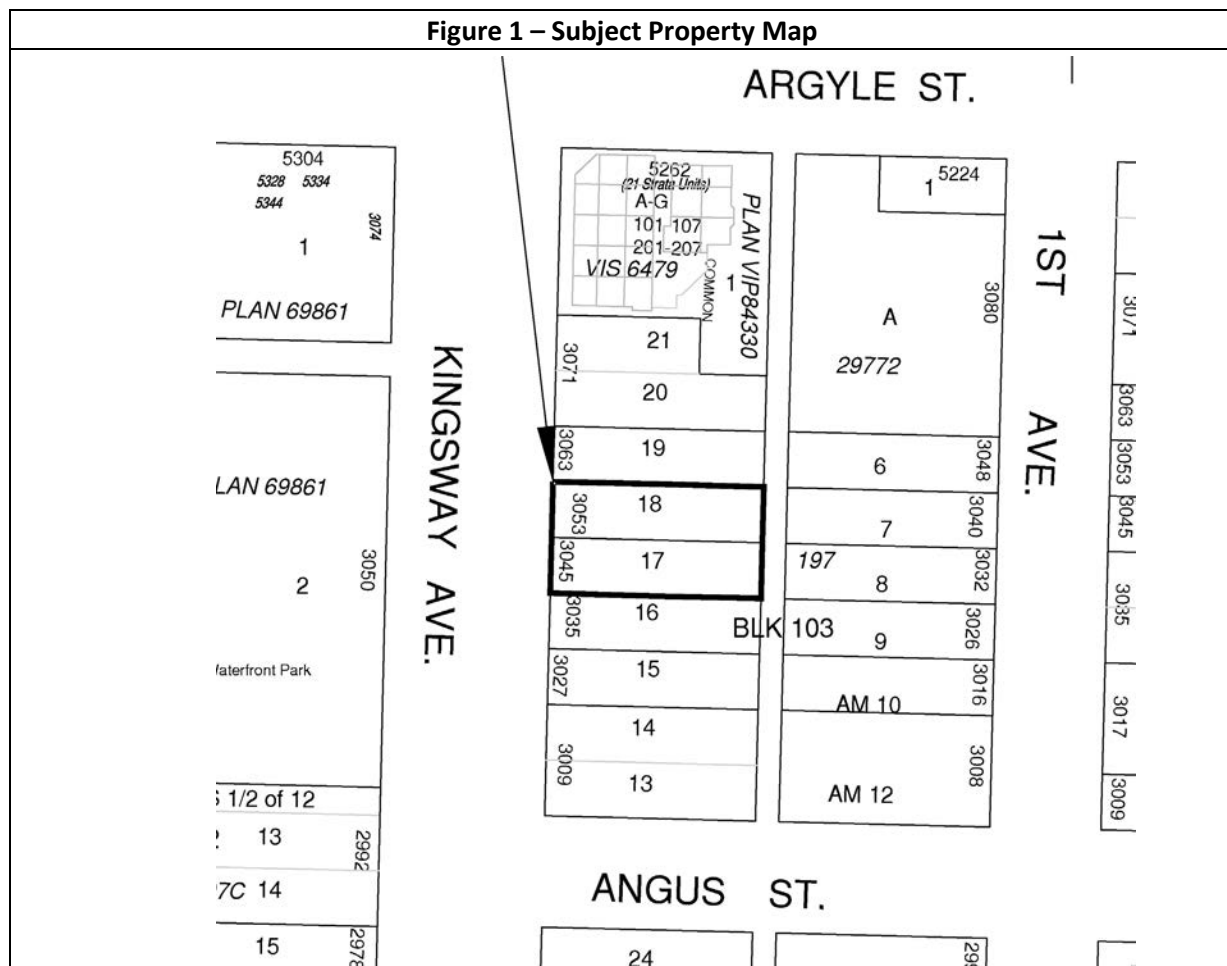 Figure 1 – Subject Property Map
ARGYLE ST.
5304
5328 5334
5344
3074
1
PLAN 69861
5262
(21 Strata Units)
A-G
101 107
201-207
VIS 6479
COMMON
1
PLAN VIP84330
1 5224
3080
A
29772
1ST AVE.
3071
3063
3053
3045
3035
3017
3009
KINGSWAY AVE.
21
3071
20
3063
19
3053
18
3045
17
3035
16
3027
15
14
3009
13
BLK 103
197
6
3048
7
3040
8
3032
9
3026
AM 10
3016
AM 12
3008
LAN 69861
2
3050
aterfront Park
1/2 of 12
13
2992
7C 14
15
2978
ANGUS ST.
24